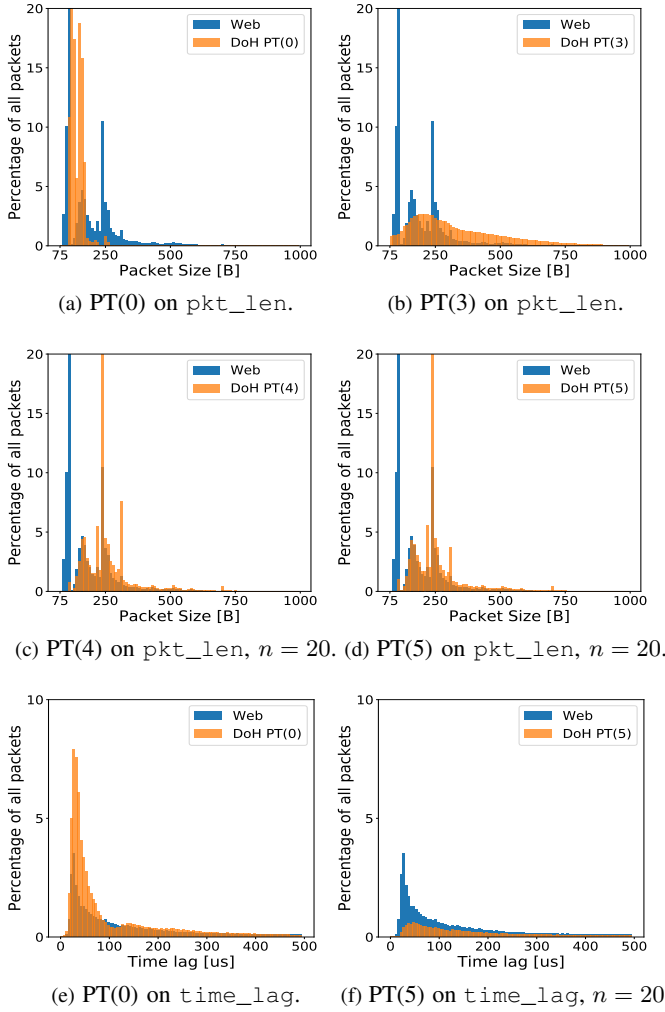 Percentage of all packets
20
15
10
5
0
75
250
500
750
1000
Packet Size [B]
Web
DoH PT(0)
(a) PT(0) on pkt_len.
Percentage of all packets
20
15
10
5
0
75
250
500
750
1000
Packet Size [B]
Web
DoH PT(3)
(b) PT(3) on pkt_len.
Percentage of all packets
20
15
10
5
0
75
250
500
750
1000
Packet Size [B]
Web
DoH PT(4)
(c) PT(4) on pkt_len, n = 20.
Percentage of all packets
20
15
10
5
0
75
250
500
750
1000
Packet Size [B]
Web
DoH PT(5)
(d) PT(5) on pkt_len, n = 20.
Percentage of all packets
10
5
0
0
100
200
300
400
500
Time lag [us]
Web
DoH PT(0)
(e) PT(0) on time_lag.
Percentage of all packets
10
5
0
0
100
200
300
400
500
Time lag [us]
Web
DoH PT(5)
(f) PT(5) on time_lag, n = 20